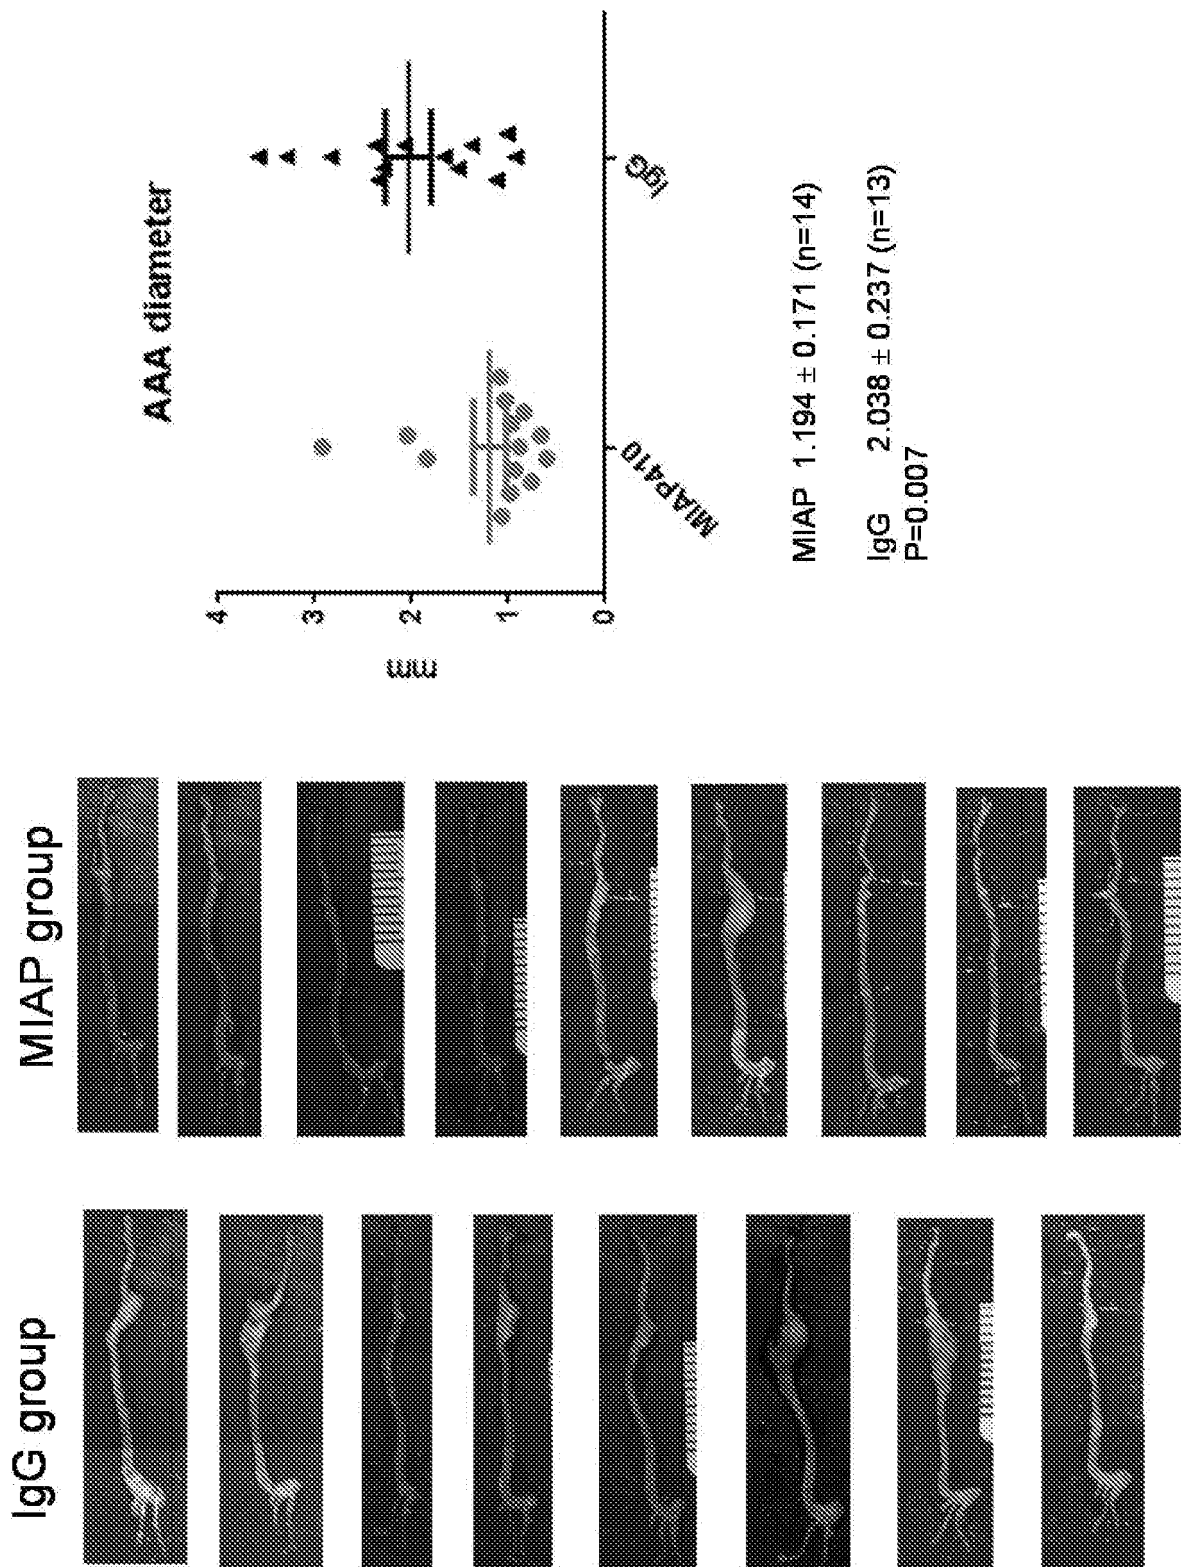 IgG group
MIAP group
AAA diameter
mm
4
3
2
1
0
MIAP410
IgG
MIAP 1.194 ± 0.171 (n=14)
IgG 2.038 ± 0.237 (n=13)
P=0.007